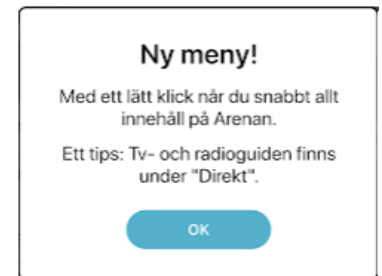 Ny meny!
Med ett lätt klick når du snabbt allt
innehåll på Arenan.
Ett tips: Tv- och radioguiden finns
under "Direkt".
OK